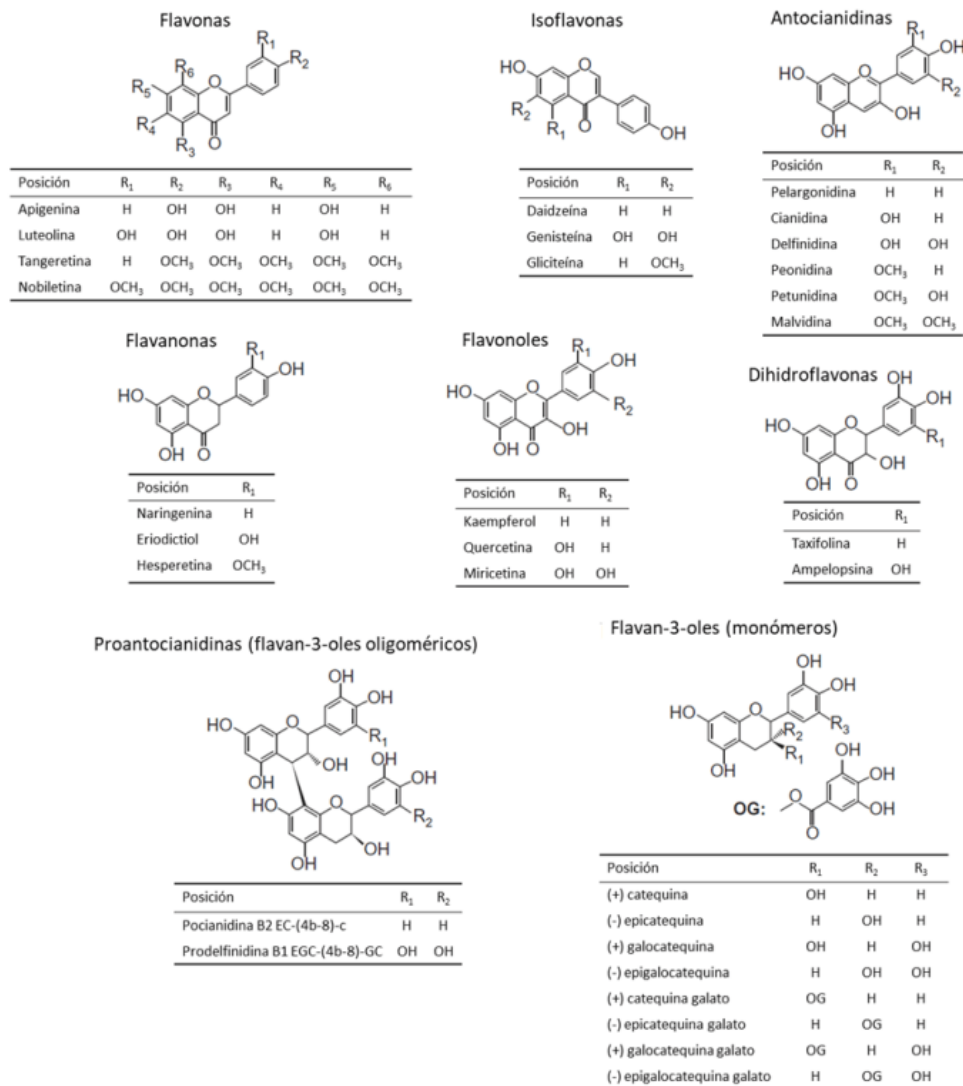 Flavonas
R1
R2
R6
R5
O
R4
R3
O
Posición R1 R2 R3 R4 R5 R6
Apigenina H OH OH H OH H
Luteolina OH OH OH H OH H
Tangeretina H OCH3 OCH3 OCH3 OCH3 OCH3
Nobiletina OCH3 OCH3 OCH3 OCH3 OCH3 OCH3
Isoflavonas
HO
O
R2
R1
O
OH
Posición R1 R2
Daidzeína H H
Genisteína OH OH
Gliciteína H OCH3
Antocianidinas
R1
OH
HO
O
R2
OH
OH
Posición R1 R2
Pelargonidina H H
Cianidina OH H
Delfinidina OH OH
Peonidina OCH3 H
Petunidina OCH3 OH
Malvidina OCH3 OCH3
Flavanonas
R1
OH
HO
O
OH
O
Posición R1
Naringenina H
Eriodictiol OH
Hesperetina OCH3
Flavonoles
R1
OH
HO
O
R2
OH
OH
O
Posición R1 R2
Kaempferol H H
Quercetina OH H
Miricetina OH OH
Dihidroflavonas
OH
OH
HO
O
R1
OH
OH
O
Posición R1
Taxifolina H
Ampelopsina OH
Proantocianidinas (flavan-3-oles oligoméricos)
OH
OH
HO
O
R1
OH
OH
OH
OH
HO
O
R2
OH
OH
Posición R1 R2
Pocianidina B2 EC-(4b-8)-c H H
Prodelfinidina B1 EGC-(4b-8)-GC OH OH
Flavan-3-oles (monómeros)
OH
OH
HO
O
R3
R2
R1
OH
OH
OG:
O
OH
OH
O
Posición R1 R2 R3
(+) catequina OH H H
(-) epicatequina H OH H
(+) galocatequina OH H OH
(-) epigalocatequina H OH OH
(+) catequina galato OG H H
(-) epicatequina galato H OG H
(+) galocatequina galato OG H OH
(-) epigalocatequina galato H OG OH